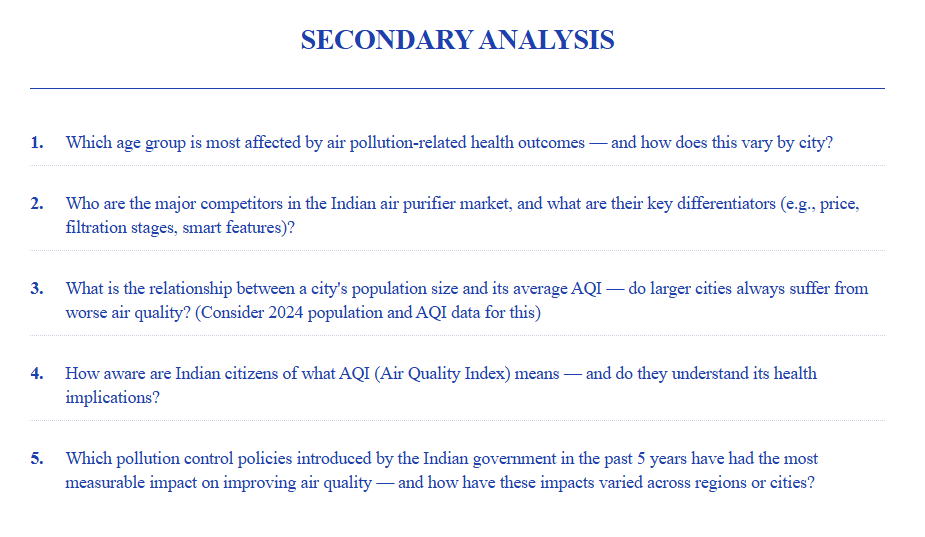 SECONDARY ANALYSIS
1. Which age group is most affected by air pollution-related health outcomes — and how does this vary by city?
2. Who are the major competitors in the Indian air purifier market, and what are their key differentiators (e.g., price,
filtration stages, smart features)?
3. What is the relationship between a city's population size and its average AQI — do larger cities always suffer from
worse air quality? (Consider 2024 population and AQI data for this)
4. How aware are Indian citizens of what AQI (Air Quality Index) means — and do they understand its health
implications?
5. Which pollution control policies introduced by the Indian government in the past 5 years have had the most
measurable impact on improving air quality — and how have these impacts varied across regions or cities?